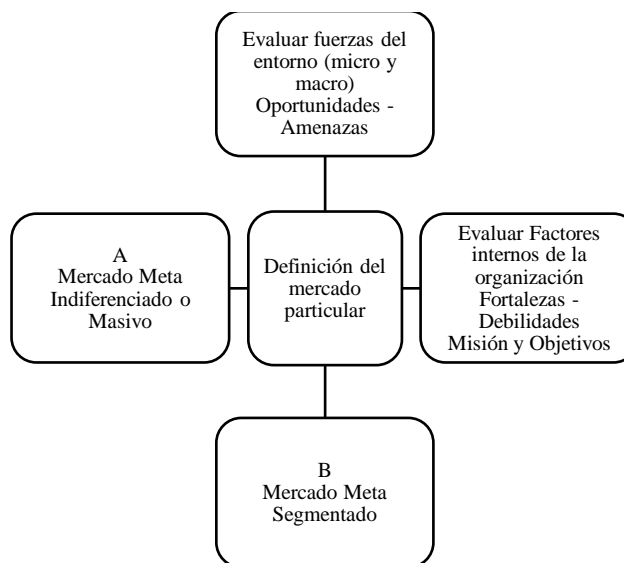 Evaluar fuerzas del
entorno (micro y
macro)
Oportunidades -
Amenazas
A
Mercado Meta
Indiferenciado o
Masivo
Definición del
mercado
particular
Evaluar Factores
internos de la
organización
Fortalezas -
Debilidades
Misión y Objetivos
B
Mercado Meta
Segmentado